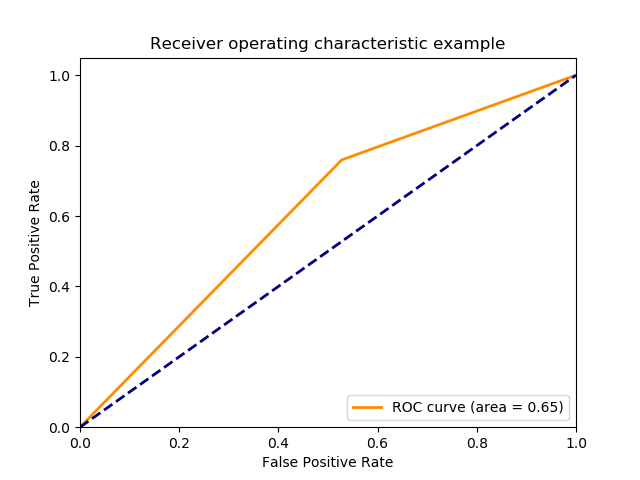 Receiver operating characteristic example
1.0
0.8
0.6
0.4
0.2
0.0
True Positive Rate
0.0 0.2 0.4 0.6 0.8 1.0
False Positive Rate
ROC curve (area = 0.65)